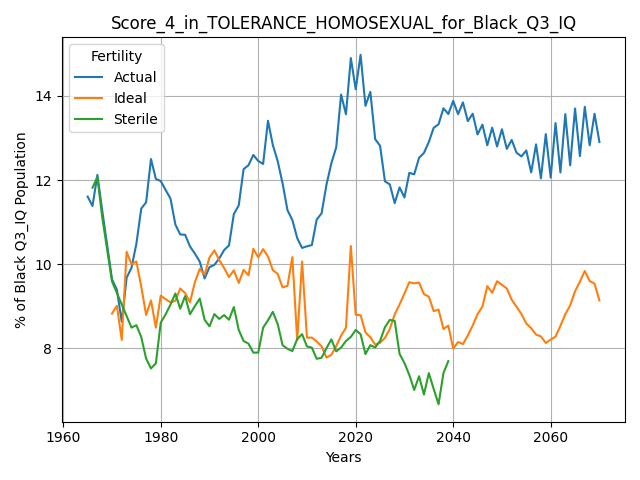 Score_4_in_TOLERANCE_HOMOSEXUAL_for_Black_Q3_IQ
Fertility
Actual
Ideal
Sterile
% of Black Q3_IQ Population
14
12
10
8
1960
1980
2000
2020
2040
2060
Years